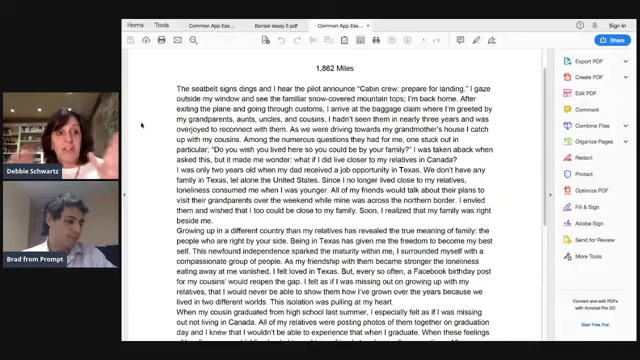 Home
Tools
Common App Ess...
Bonsai essay 5.pdf
Common App Ess...
×
Sign In
1 / 1
Share
1,862 Miles
The seatbelt signs dings and I hear the pilot announce “Cabin crew: prepare for landing.” I gaze
outside my window and see the familiar snow-covered mountain tops; I'm back home. After
exiting the plane and going through customs, I arrive at the baggage claim where I'm greeted by
my grandparents, aunts, uncles, and cousins. I hadn't seen them in nearly three years and was
overjoyed to reconnect with them. As we were driving towards my grandmother's house I catch
up with my cousins. Among the numerous questions they had for me, one stuck out in
particular; “Do you wish you lived here so you could be by your family?” I was taken aback when
asked this, but it made me wonder: what if I did live closer to my relatives in Canada?
I was only two years old when my dad received a job opportunity in Texas. We don't have any
family in Texas, let alone the United States. Since I no longer lived close to my relatives,
loneliness consumed me when I was younger. All of my friends would talk about their plans to
visit their grandparents over the weekend while mine was across the northern border. I envied
them and wished that I too could be close to my family. Soon, I realized that my family was right
beside me.
Growing up in a different country than my relatives has revealed the true meaning of family: the
people who are right by your side. Being in Texas has given me the freedom to become my best
self. This newfound independence sparked the maturity within me, I surrounded myself with a
compassionate group of people. As my friendship with them became stronger the loneliness
eating away at me vanished. I felt loved in Texas. But, every so often, a Facebook birthday post
for my cousins' would reopen the gap. I felt as if I was missing out on growing up with my
relatives, that I would never be able to show them how I've grown over the years because we
lived in two different worlds. This isolation was pulling at my heart.
When my cousin graduated from high school last summer, I especially felt as if I was missing
out not living in Canada. All of my relatives were posting photos of them together on graduation
day and I knew that I wouldn't be able to experience that when I graduate. When these feelings
Export PDF
Create PDF
Edit PDF
Comment
Combine Files
Organize Pages
Redact
Protect
Optimize PDF
Fill & Sign
Adobe Sign
Send for Review
More Tools
Convert and edit PDFs
with Acrobat Pro DC
Start Free Trial
Debbie Schwartz
Brad from Prompt